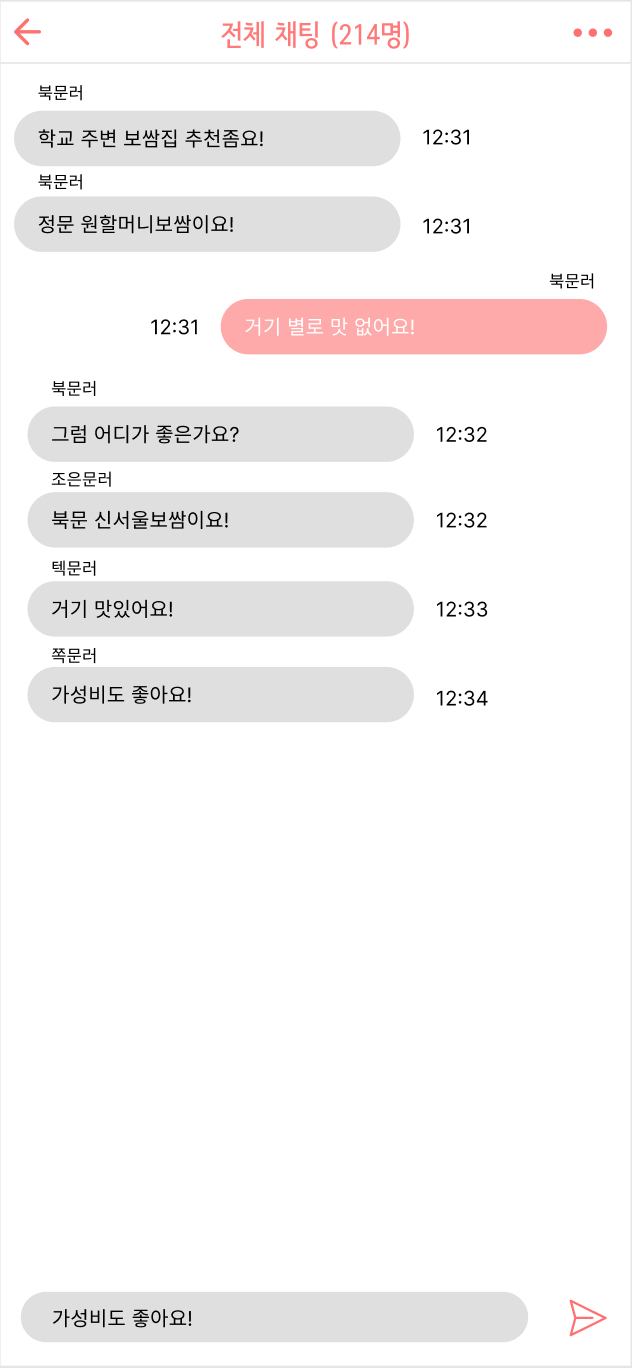 전체 채팅 (214명)
북문러
학교 주변 보쌈집 추천좀요!
12:31
북문러
정문 원할머니보쌈이요!
12:31
북문러
12:31
거기 별로 맛 없어요!
북문러
그럼 어디가 좋은가요?
12:32
조은문러
북문 신서울보쌈이요!
12:32
텍문러
거기 맛있어요!
12:33
쪽문러
가성비도 좋아요!
12:34
가성비도 좋아요!